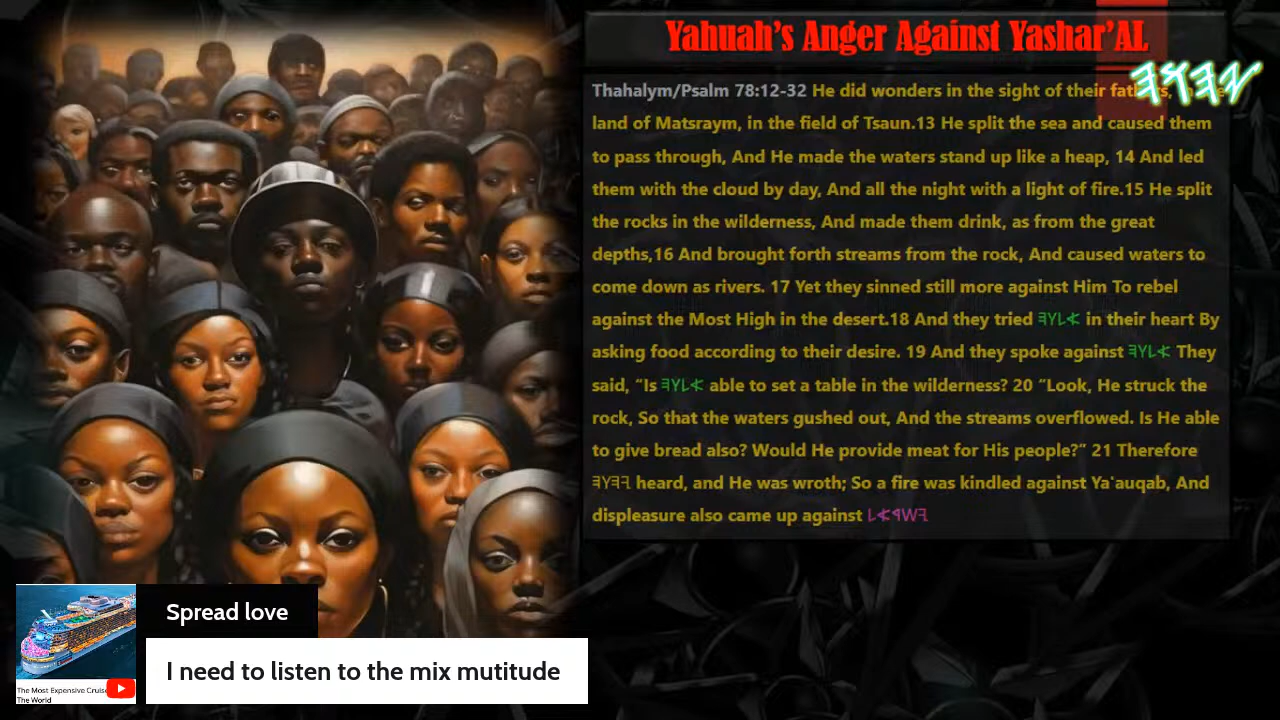 Yahuah's Anger Against Yashar'AL
𐤉𐤄𐤅𐤄
Thahalym/Psalm 78:12-32 He did wonders in the sight of their
land of Matsraym, in the field of Tsaun.13 He split the sea and caused them
to pass through, And He made the waters stand up like a heap, 14 And led
them with the cloud by day, And all the night with a light of fire.15 He split
the rocks in the wilderness, And made them drink, as from the great
depths,16 And brought forth streams from the rock, And caused waters to
come down as rivers. 17 Yet they sinned still more against Him To rebel
against the Most High in the desert.18 And they tried 𐤀𐤋𐤅𐤄 in their heart By
asking food according to their desire. 19 And they spoke against 𐤀𐤋𐤅𐤄 They
said, "Is 𐤀𐤋𐤅𐤄 able to set a table in the wilderness? 20 "Look, He struck the
rock, So that the waters gushed out, And the streams overflowed. Is He able
to give bread also? Would He provide meat for His people?" 21 Therefore
𐤉𐤄𐤅𐤄 heard, and He was wroth; So a fire was kindled against Ya'auqab, And
displeasure also came up against 𐤉𐤔𐤓𐤀𐤋
Spread love
I need to listen to the mix mutitude
The Most Expensive Cruis
The World